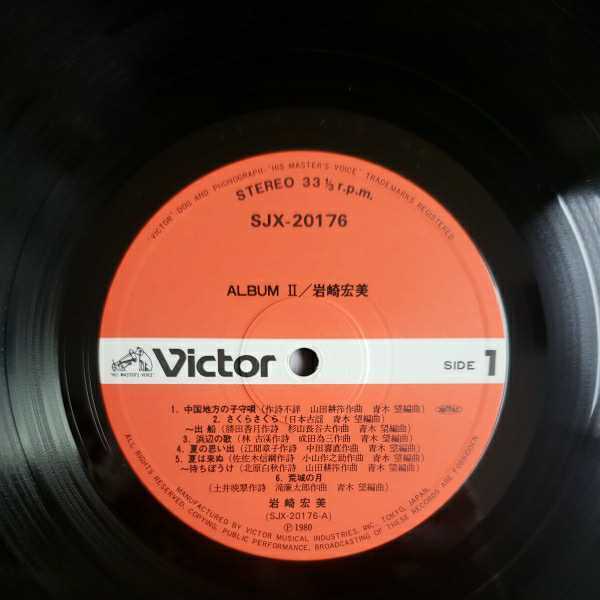 "VICTOR" DOG AND PHONOGRAPH-"HIS MASTER'S VOICE" TRADEMARKS REGISTERED
STEREO 33 1/3 r.p.m.
SJX-20176
ALBUM II/岩崎宏美
"HIS MASTER'S VOICE"
Victor
SIDE 1
1. 中国地方の子守唄(作詩不詳 山田耕筰作曲 青木 望編曲)
2. さくらさくら(日本古謡 青木 望編曲)
〜出 船(勝田香月作詩 杉山長谷夫作曲 青木 望編曲)
3. 浜辺の歌(林 古渓作詩 成田為三作曲 青木 望編曲)
4. 夏の思い出(江間章子作詩 中田喜直作曲 青木 望編曲)
5. 夏は来ぬ(佐佐木信綱作詩 小山作之助作曲 青木 望編曲)
〜待ちぼうけ(北原白秋作詩 山田耕筰作曲 青木 望編曲)
6. 荒城の月
(土井晩翠作詩 滝廉太郎作曲 青木 望編曲)
岩 崎 宏 美
(SJX-20176-A)
Ⓟ1980
MANUFACTURED BY VICTOR MUSICAL INDUSTRIES, INC. TOKYO, JAPAN.
ALL RIGHTS RESERVED. COPYING, PUBLIC PERFORMANCE, BROADCASTING OF THESE RECORDS ARE FORBIDDEN